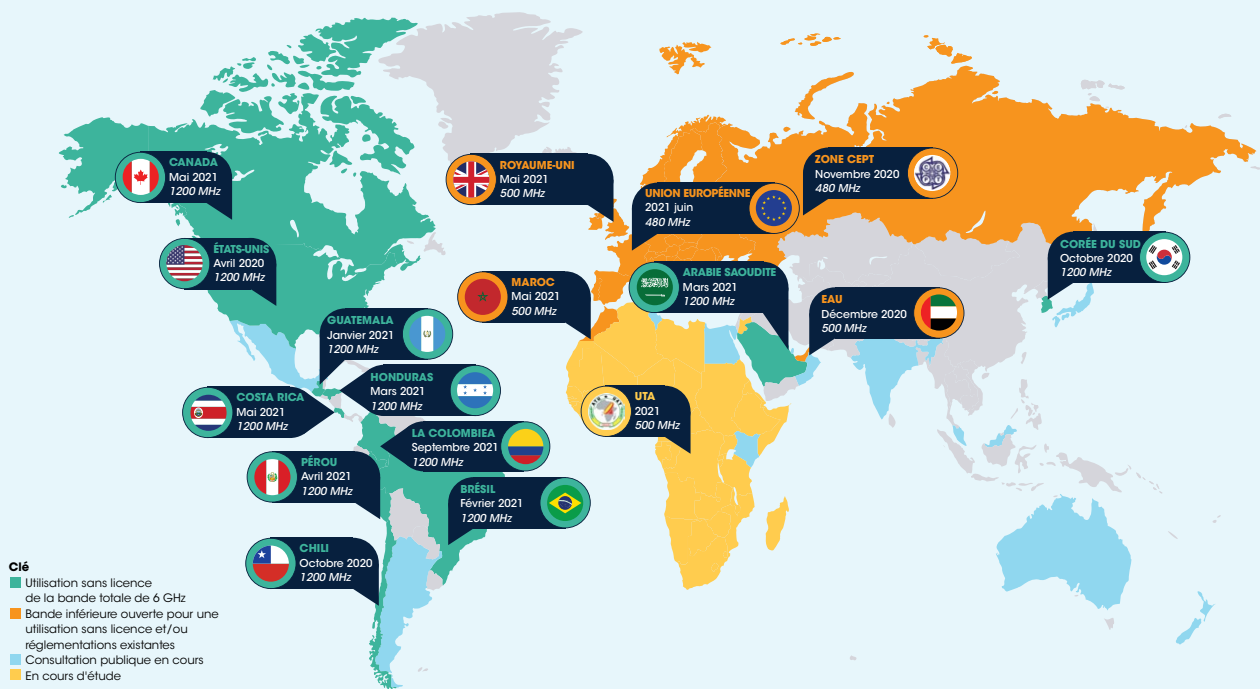 CANADA
Mai 2021
1200 MHz
ÉTATS-UNIS
Avril 2020
1200 MHz
ROYAUME-UNI
Mai 2021
500 MHz
UNION EUROPÉENNE
2021 juin
480 MHz
ZONE CEPT
Novembre 2020
480 MHz
CORÉE DU SUD
Octobre 2020
1200 MHz
MAROC
Mai 2021
500 MHz
ARABIE SAOUDITE
Mars 2021
1200 MHz
EAU
Décembre 2020
500 MHz
GUATEMALA
Janvier 2021
1200 MHz
HONDURAS
Mars 2021
1200 MHz
COSTA RICA
Mai 2021
1200 MHz
UTA
2021
500 MHz
LA COLOMBIEA
Septembre 2021
1200 MHz
PÉROU
Avril 2021
1200 MHz
BRÉSIL
Février 2021
1200 MHz
CHILI
Octobre 2020
1200 MHz
Clé
Utilisation sans licence
de la bande totale de 6 GHz
Bande inférieure ouverte pour une
utilisation sans licence et/ou
réglementations existantes
Consultation publique en cours
En cours d'étude